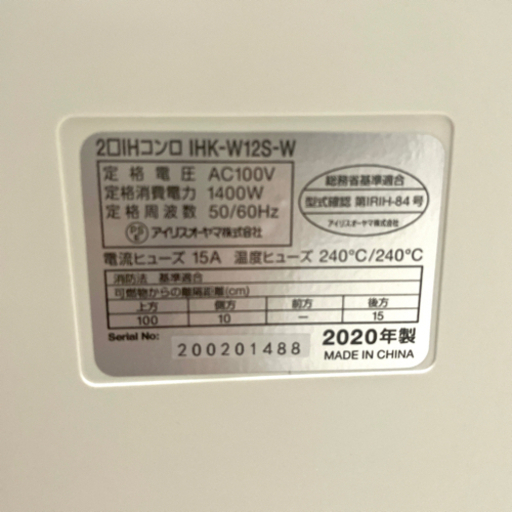 2口IHコンロ IHK-W12S-W
定格電圧 AC100V
定格消費電力 1400W
定格周波数 50/60Hz
PSE アイリスオーヤマ株式会社
総務省基準適合
型式確認 第IRIH-84号
アイリスオーヤマ株式会社
電流ヒューズ 15A 温度ヒューズ 240℃/240℃
消防法 基準適合
可燃物からの離隔距離(cm)
上方 側方 前方 後方
100 10 ー 15
Serial No: 200201488
2020年製
MADE IN CHINA